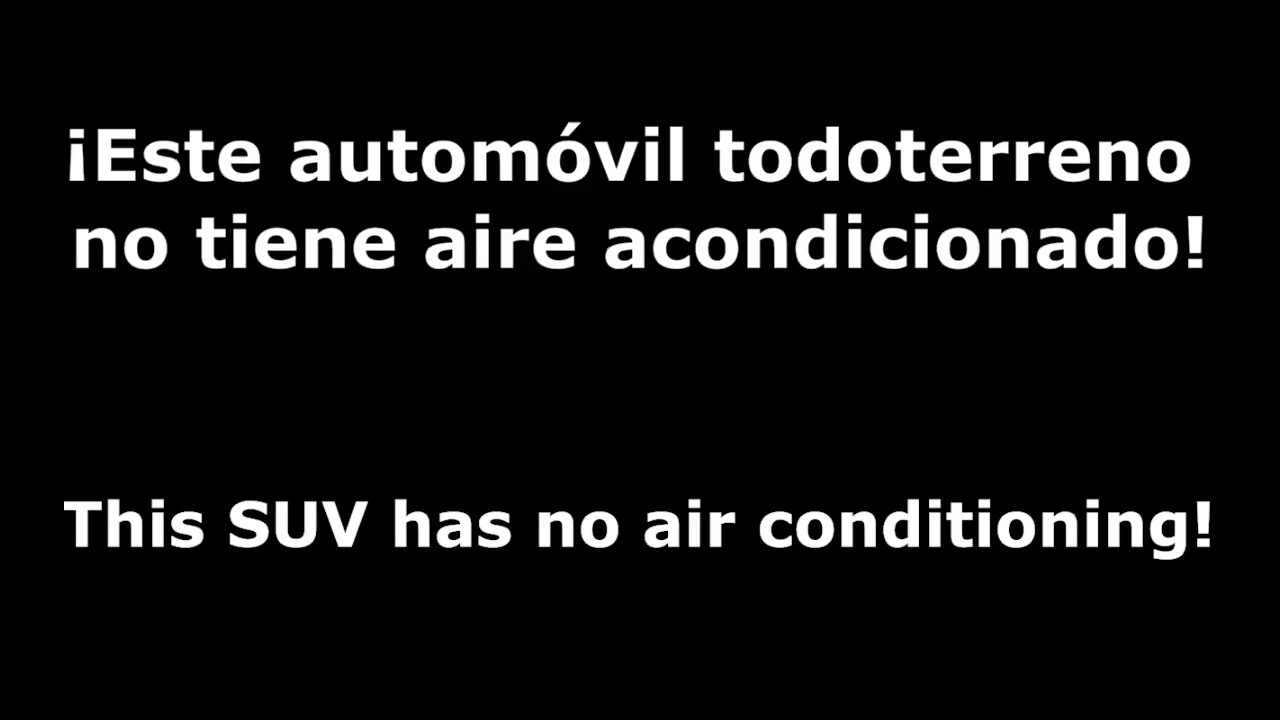 ¡Este automóvil todoterreno
no tiene aire acondicionado!
This SUV has no air conditioning!